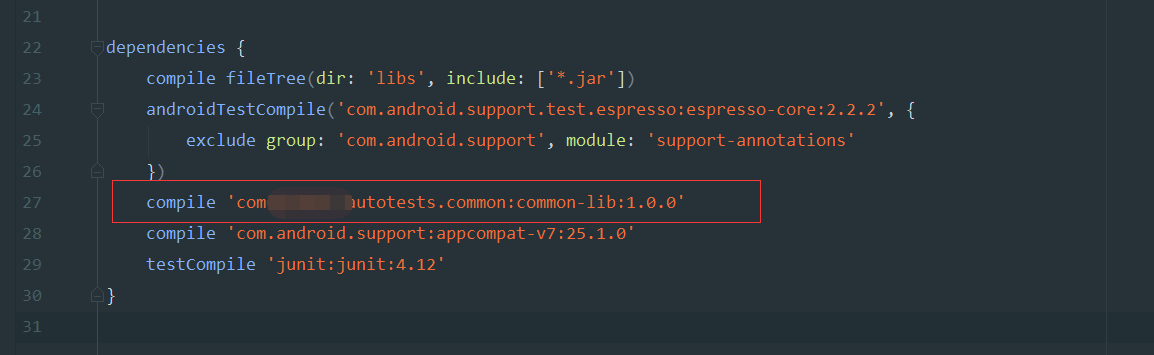 21
22 dependencies {
23 compile fileTree(dir: 'libs', include: ['*.jar'])
24 androidTestCompile('com.android.support.test.espresso:espresso-core:2.2.2', {
25 exclude group: 'com.android.support', module: 'support-annotations'
26 })
27 compile 'com autotests.common:common-lib:1.0.0'
28 compile 'com.android.support:appcompat-v7:25.1.0'
29 testCompile 'junit:junit:4.12'
30 }
31